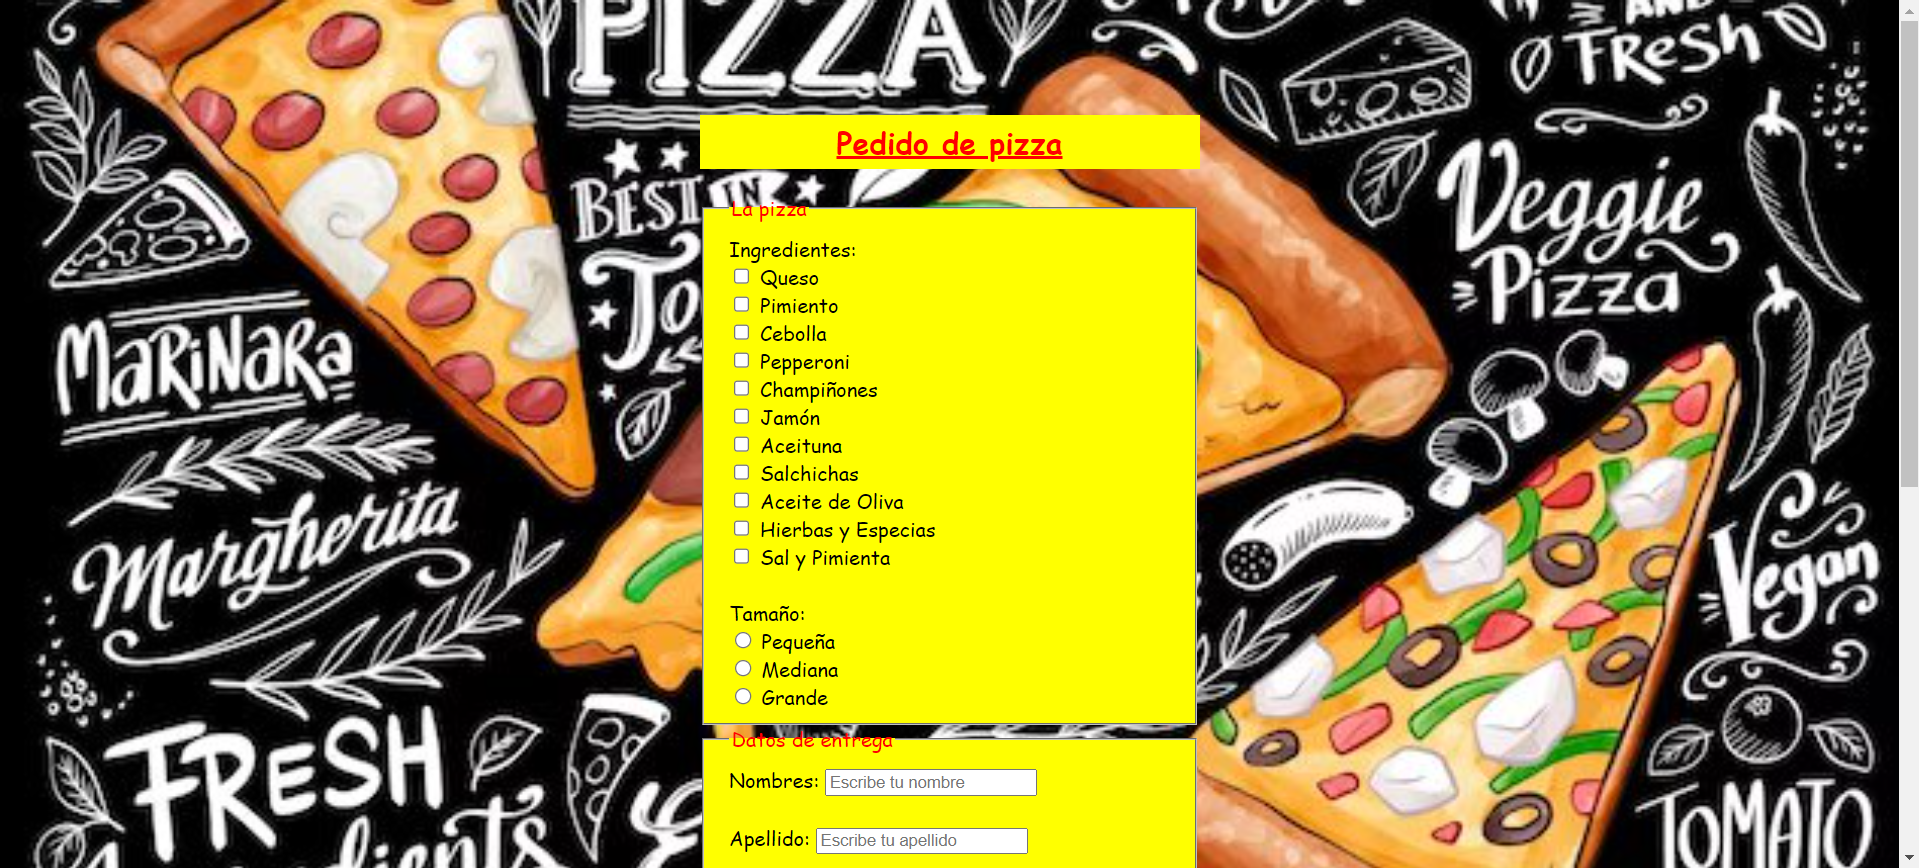 PIZZA
AND
FReSh
Pedido de pizza
BEST IN
TO
Veggie
Pizza
La pizza
Ingredientes:
Queso
Pimiento
Cebolla
Pepperoni
Champiñones
Jamón
Aceituna
Salchichas
Aceite de Oliva
Hierbas y Especias
Sal y Pimienta
MaRiNaRa
Margherita
Vegan
Tamaño:
Pequeña
Mediana
Grande
Datos de entrega
Nombres: Escribe tu nombre
Apellido: Escribe tu apellido
FRESH
ToMATO